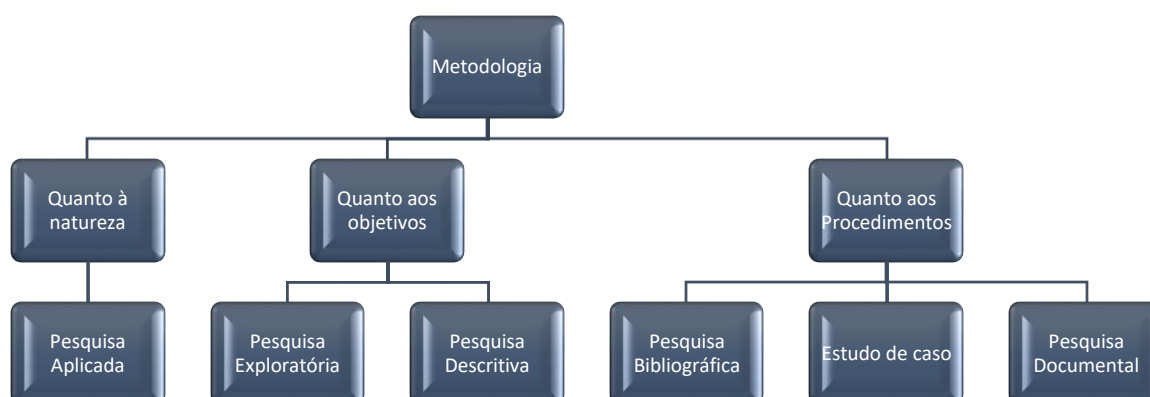 Metodologia
Quanto à
natureza
Quanto aos
objetivos
Quanto aos
Procedimentos
Pesquisa
Aplicada
Pesquisa
Exploratória
Pesquisa
Descritiva
Pesquisa
Bibliográfica
Estudo de caso
Pesquisa
Documental